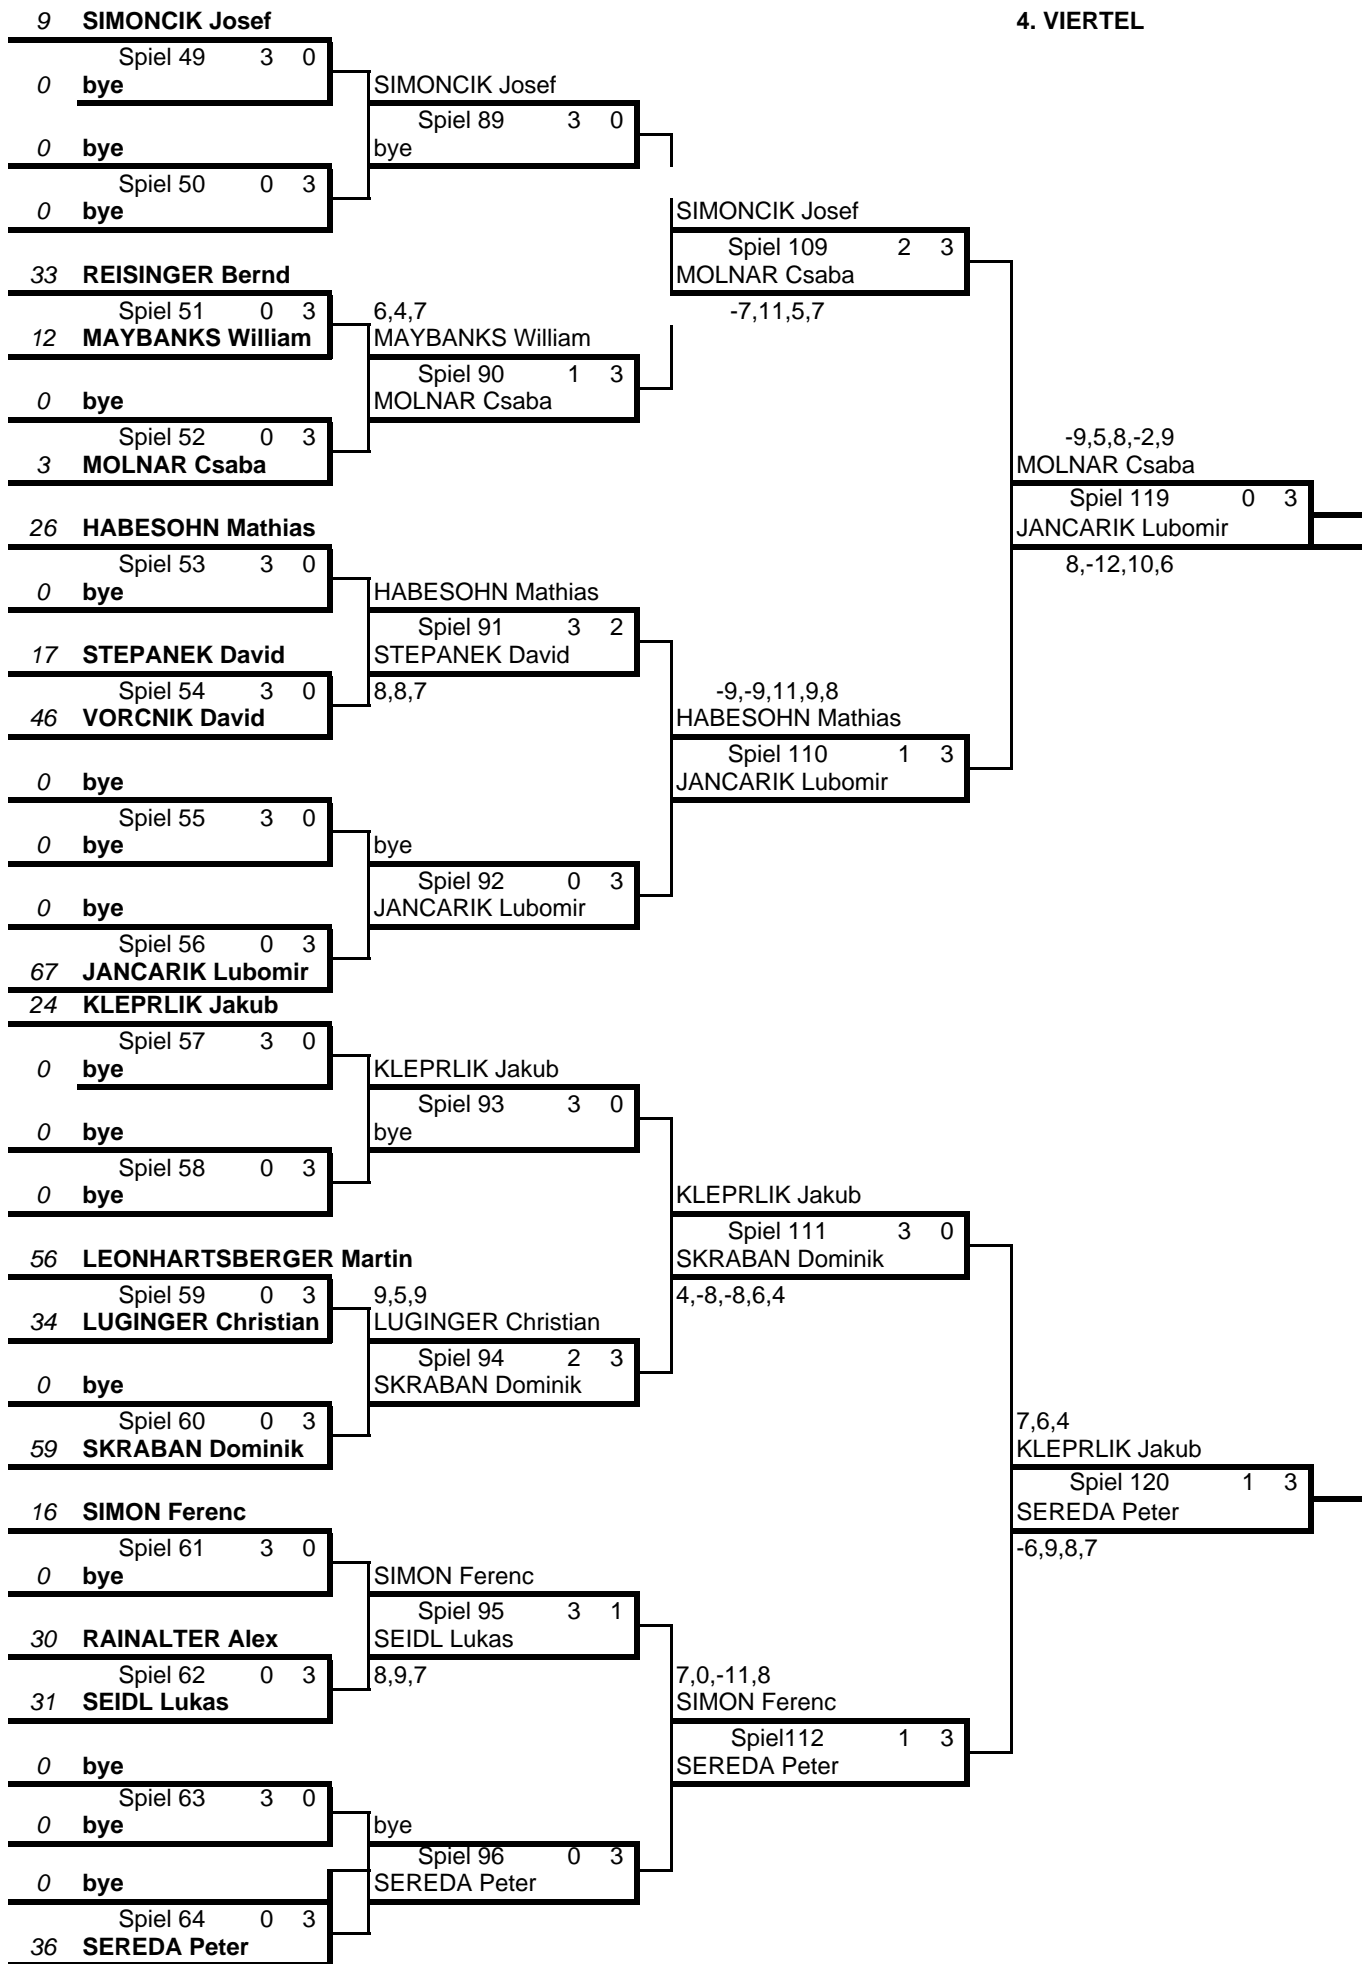 9 SIMONCIK Josef 4. VIERTEL
Spiel 49 3 0
0 bye SIMONCIK Josef
Spiel 89 3 0
0 bye bye
Spiel 50 0 3
0 bye SIMONCIK Josef
Spiel 109 2 3
33 REISINGER Bernd MOLNAR Csaba
Spiel 51 0 3 6,4,7 -7,11,5,7
12 MAYBANKS William MAYBANKS William
Spiel 90 1 3
0 bye MOLNAR Csaba
Spiel 52 0 3 -9,5,8,-2,9
3 MOLNAR Csaba MOLNAR Csaba
Spiel 119 0 3
26 HABESOHN Mathias JANCARIK Lubomir
Spiel 53 3 0 8,-12,10,6
0 bye HABESOHN Mathias
Spiel 91 3 2
17 STEPANEK David STEPANEK David
Spiel 54 3 0 8,8,7 -9,-9,11,9,8
46 VORCNIK David HABESOHN Mathias
Spiel 110 1 3
0 bye JANCARIK Lubomir
Spiel 55 3 0
0 bye bye
Spiel 92 0 3
0 bye JANCARIK Lubomir
Spiel 56 0 3
67 JANCARIK Lubomir
24 KLEPRLIK Jakub
Spiel 57 3 0
0 bye KLEPRLIK Jakub
Spiel 93 3 0
0 bye bye
Spiel 58 0 3
0 bye KLEPRLIK Jakub
Spiel 111 3 0
56 LEONHARTSBERGER Martin SKRABAN Dominik
Spiel 59 0 3 9,5,9 4,-8,-8,6,4
34 LUGINGER Christian LUGINGER Christian
Spiel 94 2 3
0 bye SKRABAN Dominik
Spiel 60 0 3 7,6,4
59 SKRABAN Dominik KLEPRLIK Jakub
Spiel 120 1 3
16 SIMON Ferenc SEREDA Peter
Spiel 61 3 0 -6,9,8,7
0 bye SIMON Ferenc
Spiel 95 3 1
30 RAINALTER Alex SEIDL Lukas
Spiel 62 0 3 8,9,7 7,0,-11,8
31 SEIDL Lukas SIMON Ferenc
Spiel112 1 3
0 bye SEREDA Peter
Spiel 63 3 0
0 bye bye
Spiel 96 0 3
0 bye SEREDA Peter
Spiel 64 0 3
36 SEREDA Peter